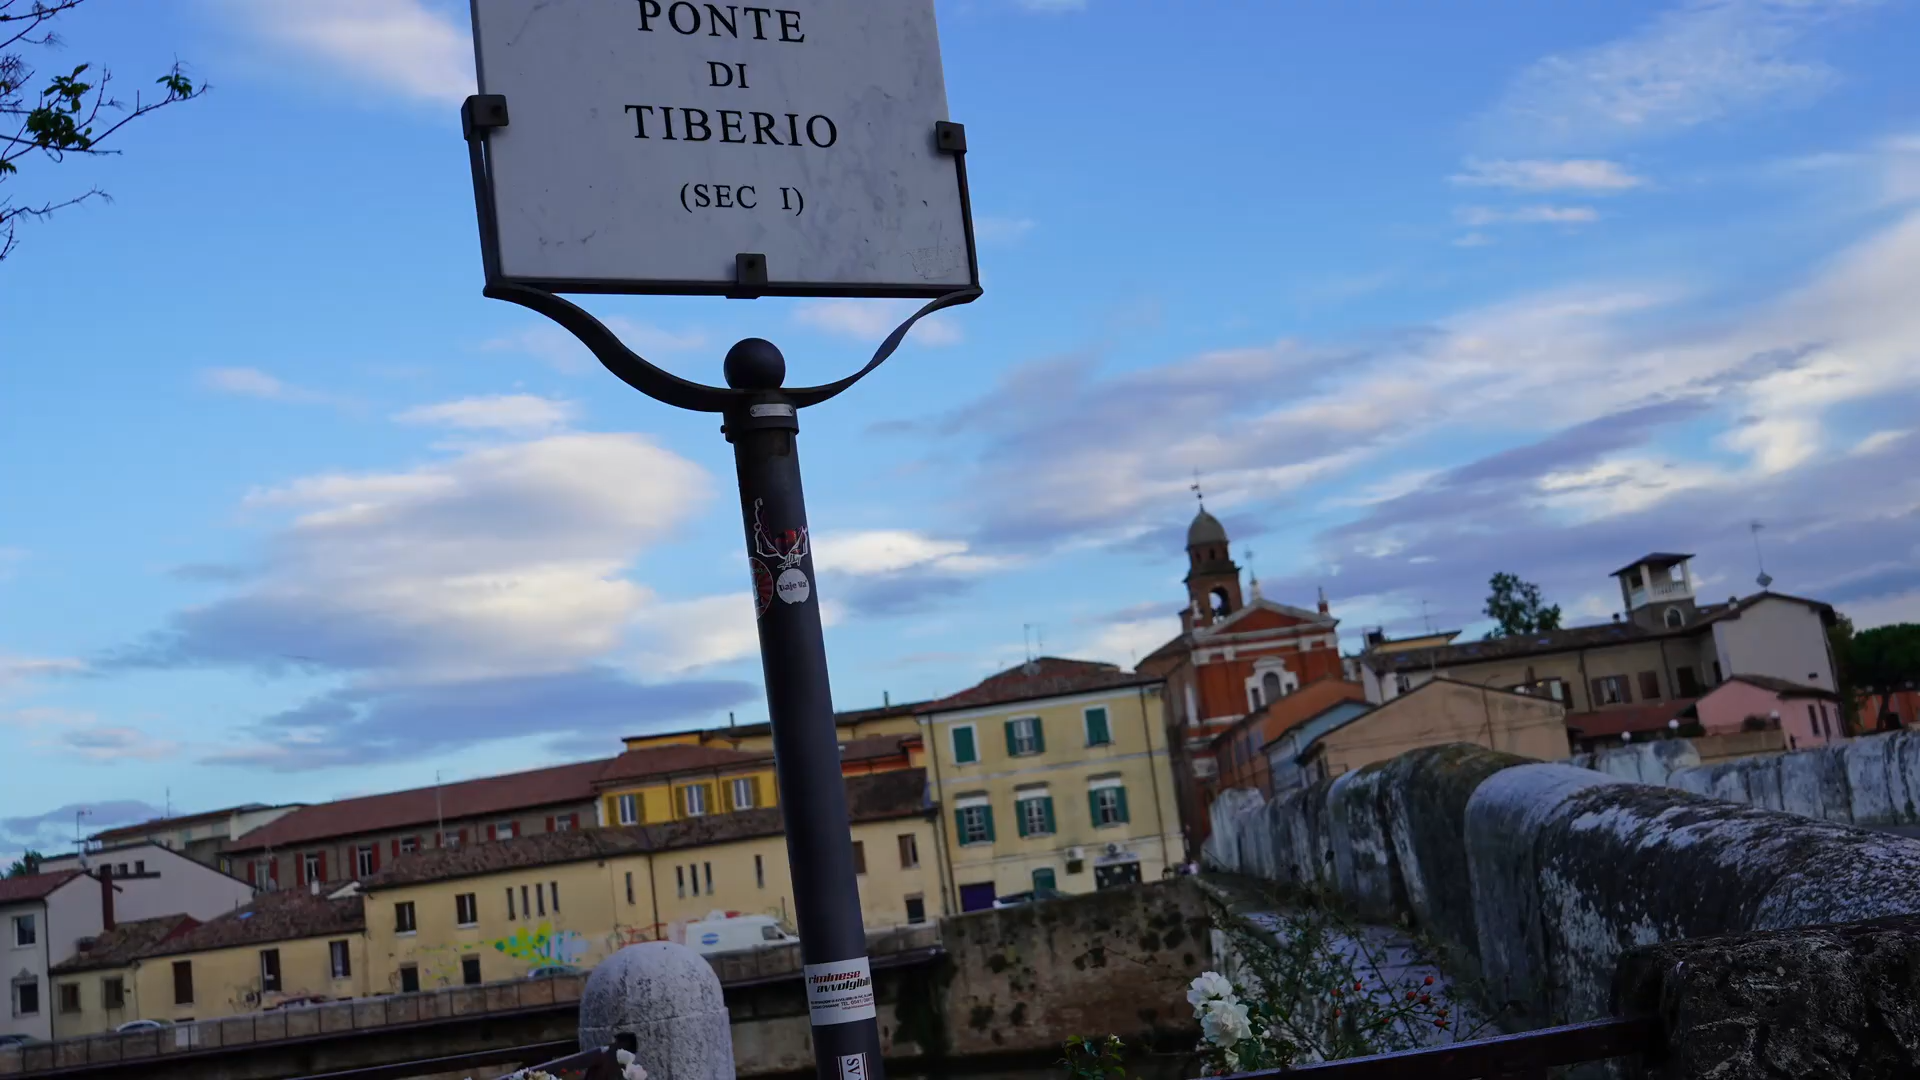 PONTE
DI
TIBERIO
(SEC I)
riminese
avvolgibili